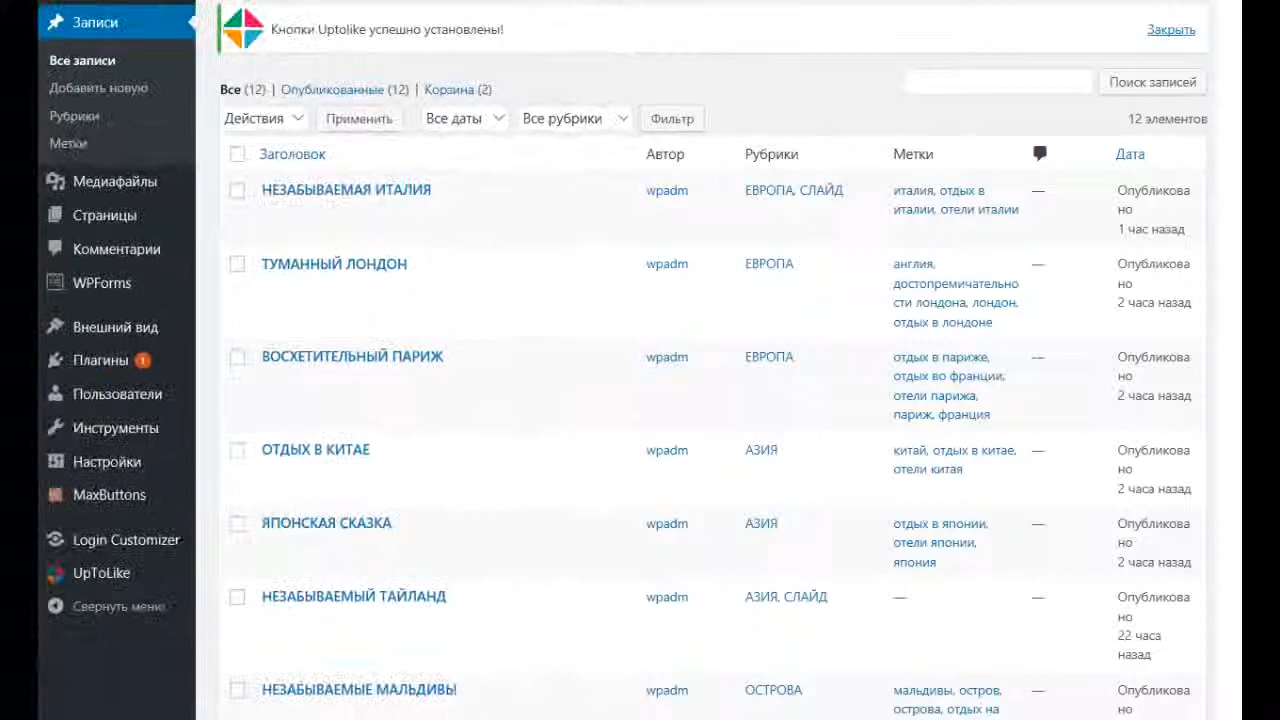 Записи
Все записи
Добавить новую
Рубрики
Метки
Медиафайлы
Страницы
Комментарии
WPForms
Внешний вид
Плагины 1
Пользователи
Инструменты
Настройки
MaxButtons
Login Customizer
UpToLike
Свернуть меню
Кнопки Uptolike успешно установлены!
Закрыть
Все (12) | Опубликованные (12) | Корзина (2)
Поиск записей
Действия Применить Все даты Все рубрики Фильтр
12 элементов
Заголовок Автор Рубрики Метки Дата
НЕЗАБЫВАЕМАЯ ИТАЛИЯ wpadm ЕВРОПА, СЛАЙД италия, отдых в — Опубликова
италии, отели италии но
1 час назад
ТУМАННЫЙ ЛОНДОН wpadm ЕВРОПА англия, — Опубликова
достопремичательно но
сти лондона, лондон, 2 часа назад
отдых в лондоне
ВОСХЕТИТЕЛЬНЫЙ ПАРИЖ wpadm ЕВРОПА отдых в париже, — Опубликова
отдых во франции, но
отели парижа, 2 часа назад
париж, франция
ОТДЫХ В КИТАЕ wpadm АЗИЯ китай, отдых в китае, — Опубликова
отели китая но
2 часа назад
ЯПОНСКАЯ СКАЗКА wpadm АЗИЯ отдых в японии, — Опубликова
отели японии, но
япония 2 часа назад
НЕЗАБЫВАЕМЫЙ ТАЙЛАНД wpadm АЗИЯ, СЛАЙД — — Опубликова
но
22 часа
назад
НЕЗАБЫВАЕМЫЕ МАЛЬДИВЫ wpadm ОСТРОВА мальдивы, остров, — Опубликова
острова, отдых на но